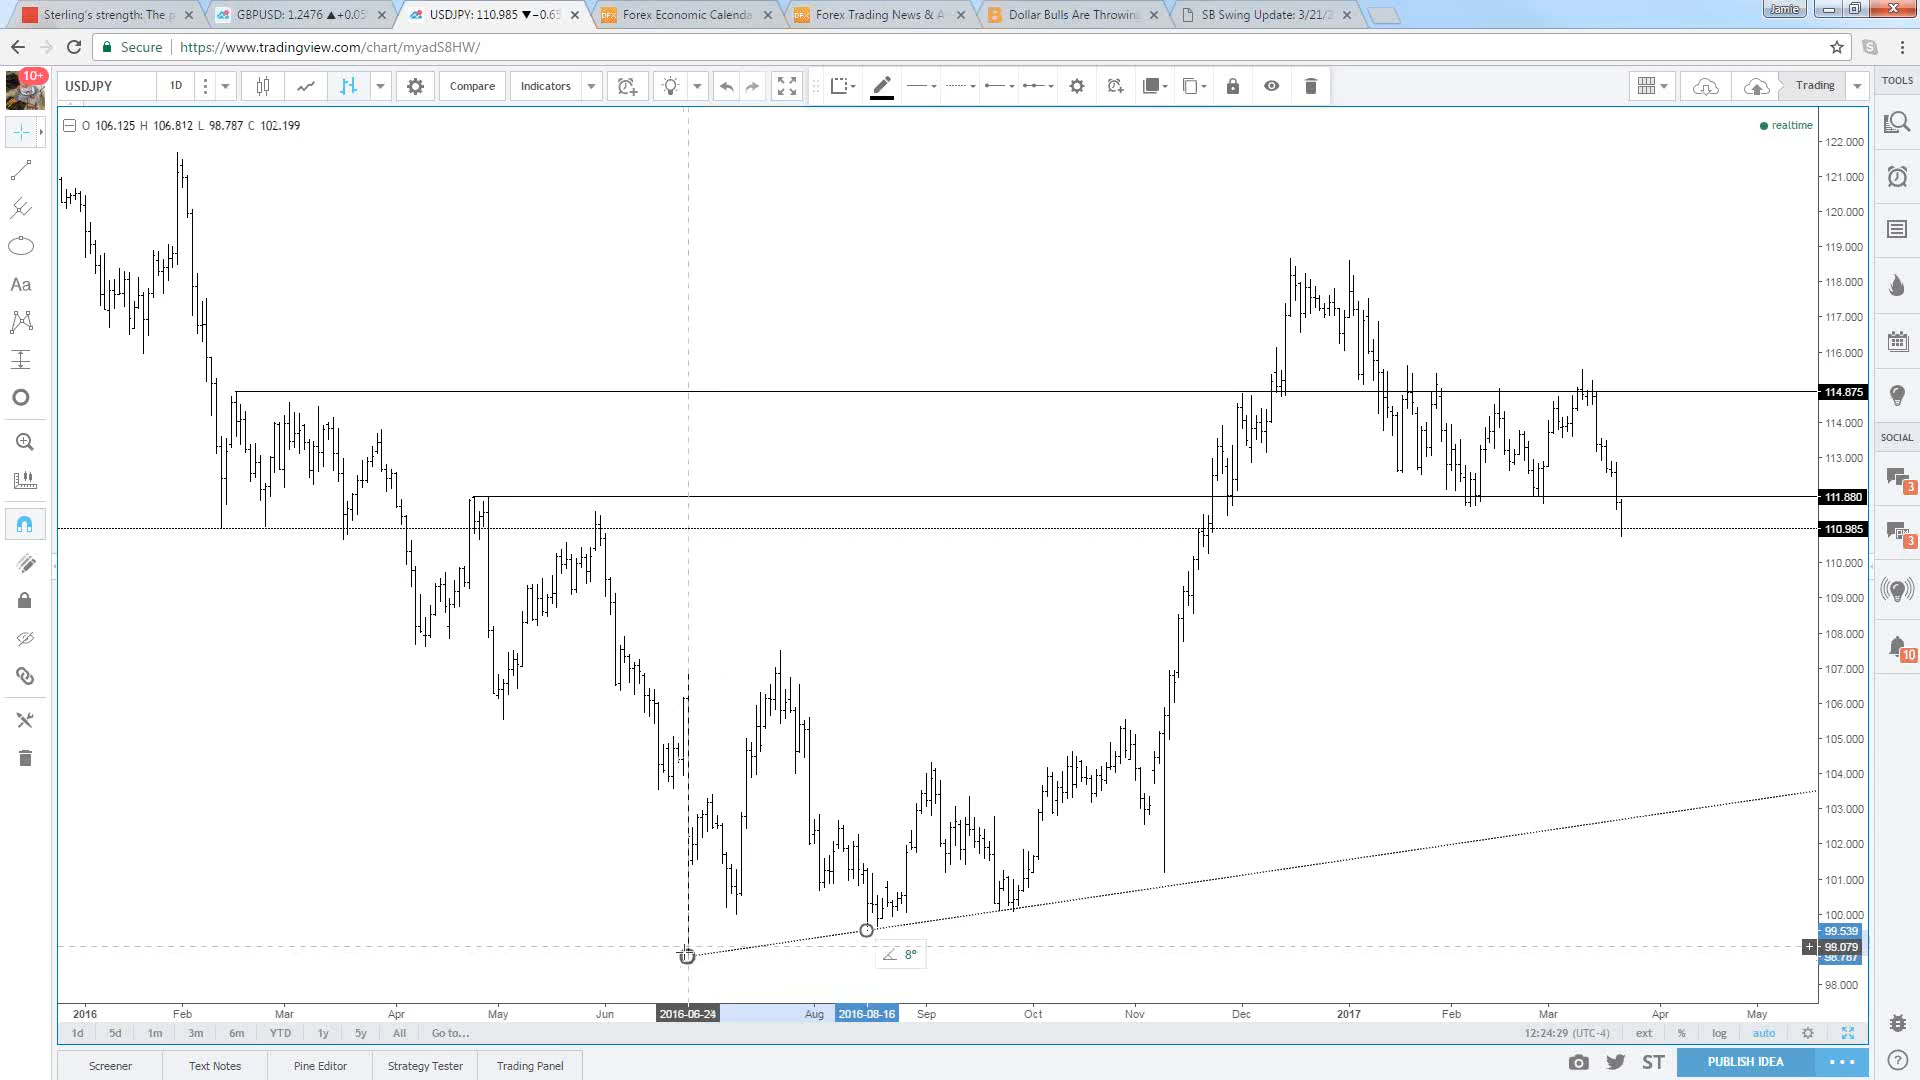 Sterling's strength: The p
GBPUSD: 1.2476 ▲+0.05
USDJPY: 110.985 ▼−0.65
Forex Economic Calenda
Forex Trading News & A
Dollar Bulls Are Throwin
SB Swing Update: 3/21/2
Jamie
Secure https://www.tradingview.com/chart/myadS8HW/
10+
USDJPY 1D Compare Indicators Trading TOOLS
O 106.125 H 106.812 L 98.787 C 102.199
realtime
Aa
122.000
121.000
120.000
119.000
118.000
117.000
116.000
114.875
114.000
113.000
111.880
110.985
110.000
109.000
108.000
107.000
106.000
105.000
104.000
103.000
102.000
101.000
100.000
99.539
98.079
98.787
98.000
8°
SOCIAL
3
3
10
2016 Feb Mar Apr May Jun 2016-06-24 Aug 2016-08-16 Sep Oct Nov Dec 2017 Feb Mar Apr May
1d 5d 1m 3m 6m YTD 1y 5y All Go to... 12:24:29 (UTC-4) ext % log auto
Screener Text Notes Pine Editor Strategy Tester Trading Panel ST PUBLISH IDEA